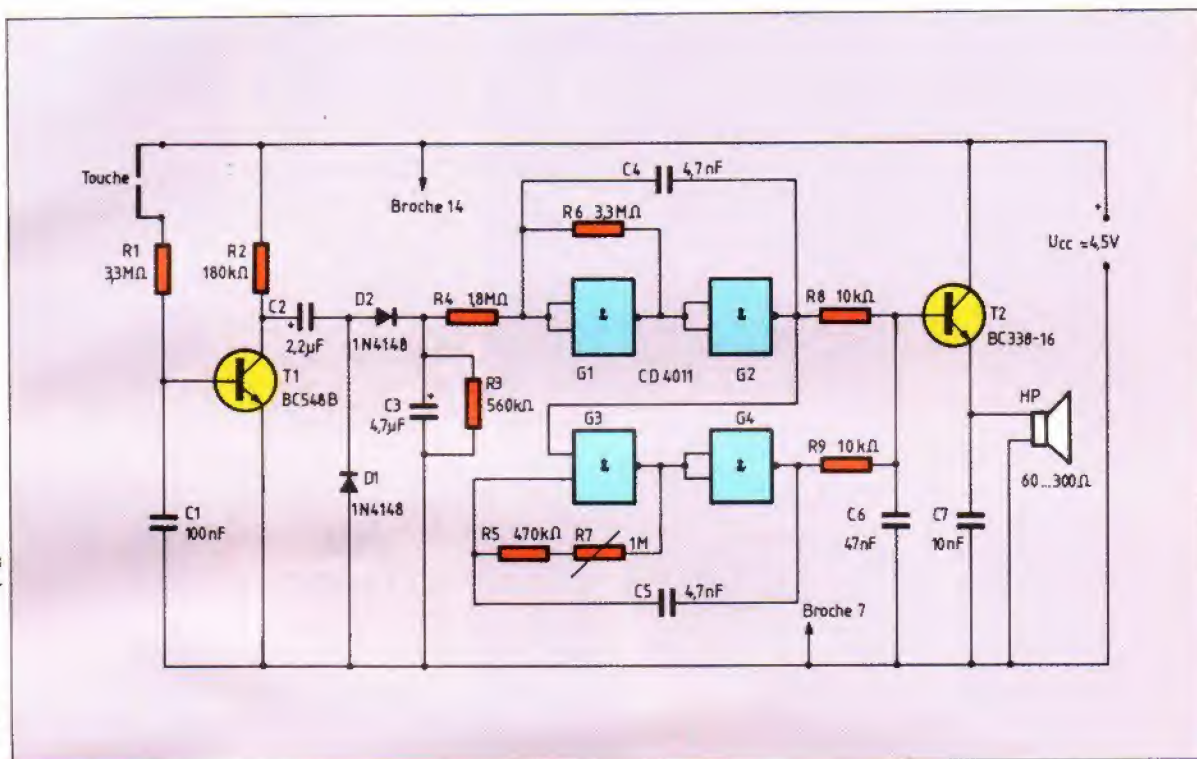 Touche
R1
3,3MΩ
R2
180kΩ
C2
2,2µF
+
T1
BC548B
C1
100nF
D2
1N4148
D1
1N4148
Broche 14
C3
4,7µF
+
R3
560kΩ
R4 1,8MΩ
C4 4,7nF
R6 3,3MΩ
&
&
G1 CD4011 G2
G3 G4
&
&
R5 470kΩ R7 1M
C5 4,7nF
R8 10kΩ
R9 10kΩ
C6
47nF
C7
10nF
Broche 7
T2
BC338-16
HP
60...300Ω
+
Ucc =4,5V